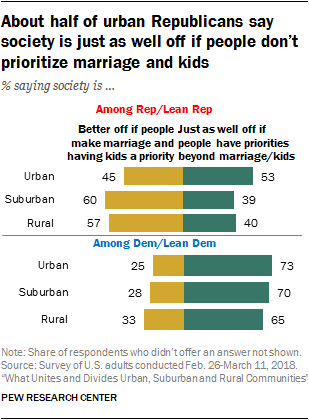 About half of urban Republicans say
society is just as well off if people don't
prioritize marriage and kids
% saying society is ...
Among Rep/Lean Rep
Better off if people Just as well off if
make marriage and people have priorities
having kids a priority beyond marriage/kids
Urban 45 53
Suburban 60 39
Rural 57 40
Among Dem/Lean Dem
Urban 25 73
Suburban 28 70
Rural 33 65
Note: Share of respondents who didn't offer an answer not shown.
Source: Survey of U.S. adults conducted Feb. 26-March 11, 2018.
"What Unites and Divides Urban, Suburban and Rural Communities"
PEW RESEARCH CENTER